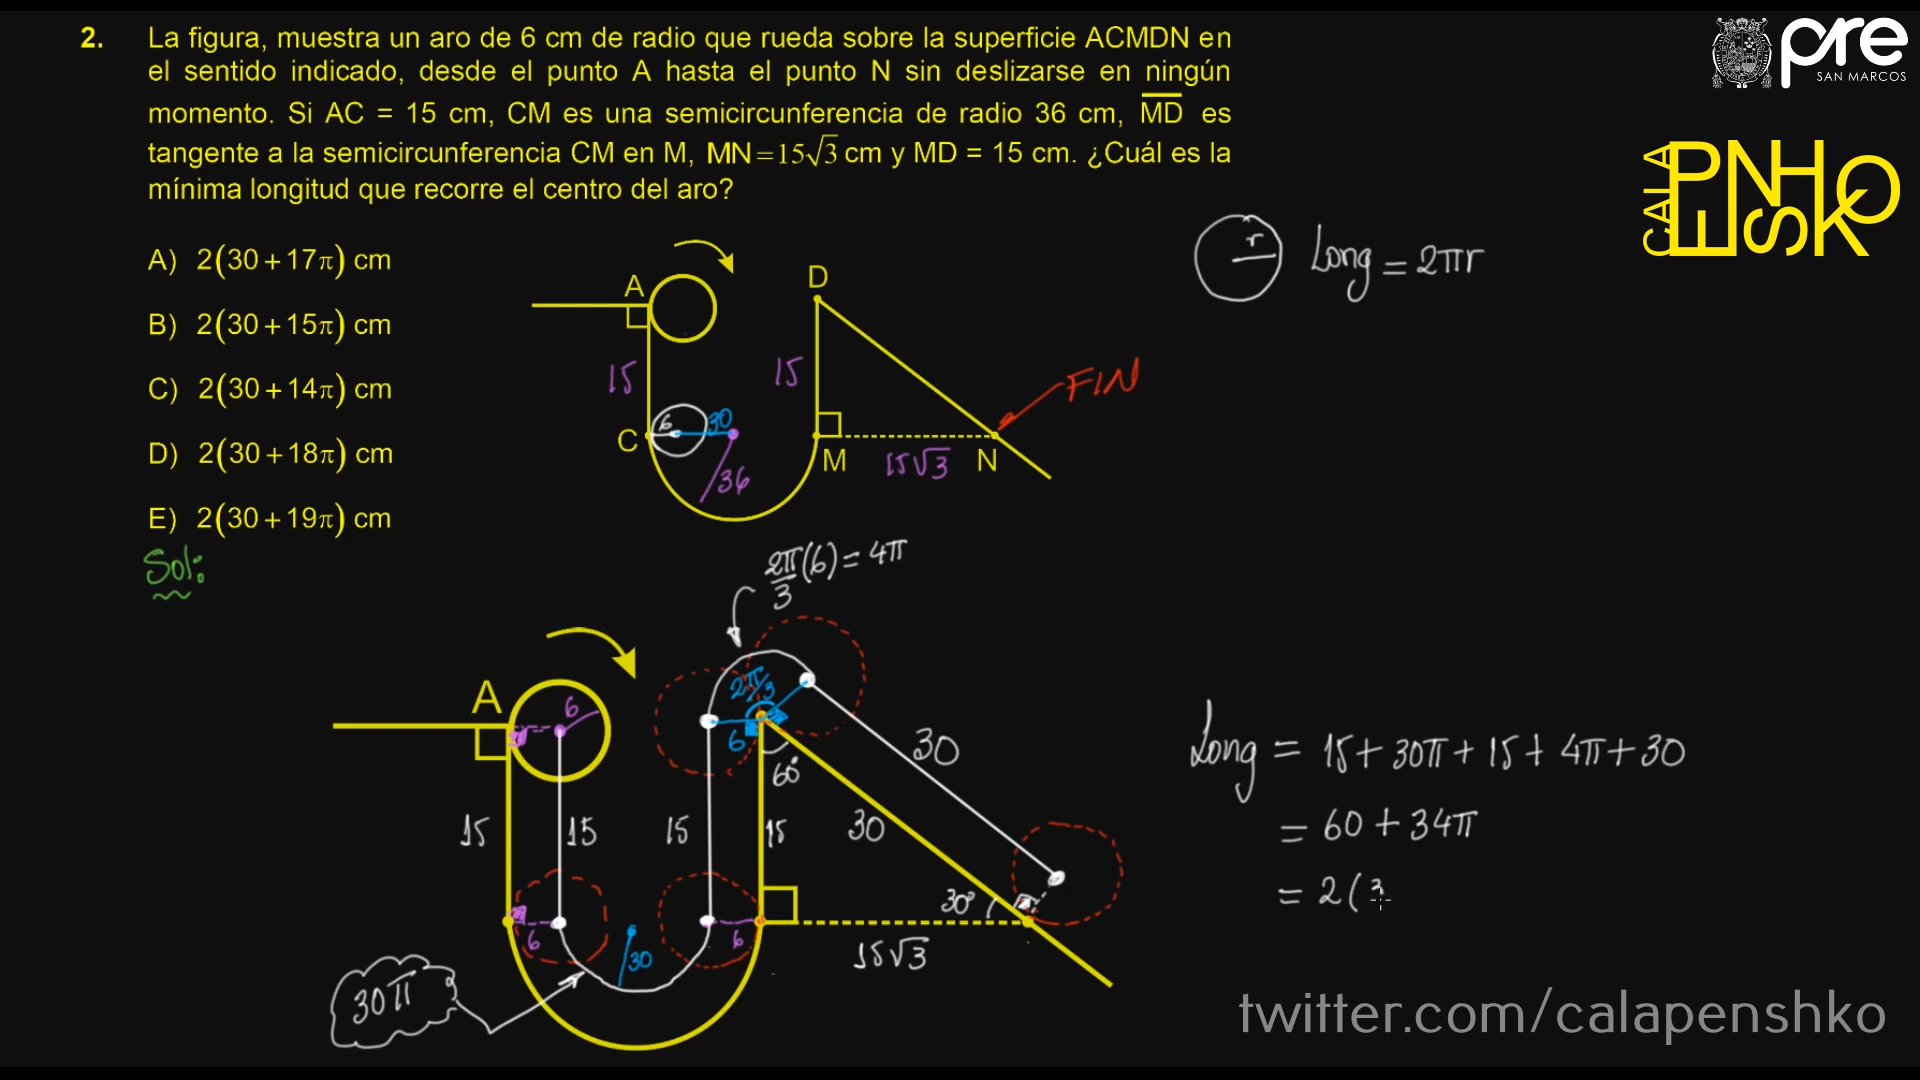 2. La figura, muestra un aro de 6 cm de radio que rueda sobre la superficie ACMDN en
el sentido indicado, desde el punto A hasta el punto N sin deslizarse en ningún
momento. Si AC = 15 cm, CM es una semicircunferencia de radio 36 cm, MD es
tangente a la semicircunferencia CM en M, MN=15√3 cm y MD = 15 cm. ¿Cuál es la
mínima longitud que recorre el centro del aro?
A) 2(30+17π) cm
B) 2(30+15π) cm
C) 2(30+14π) cm
D) 2(30+18π) cm
E) 2(30+19π) cm
pre
SAN MARCOS
CALA
PENSHKO
r
Long = 2πr
A
D
15
15
FIN
6
30
C
36
M
15√3
N
Sol:
2π/3 (6) = 4π
A
6
2π/3
6
60°
30
15
15
15
15
30
30°
6
30
6
15√3
30π
Long = 15+30π+15+4π+30
= 60+34π
= 2(3
twitter.com/calapenshko